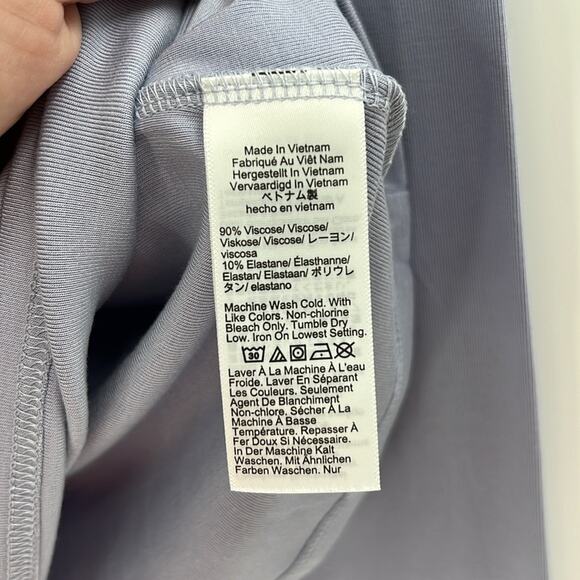 Made In Vietnam
Fabriqué Au Viêt Nam
Hergestellt In Vietnam
Vervaardigd In Vietnam
ベトナム製
hecho en vietnam
90% Viscose/ Viscose/
Viskose/ Viscose/ レーヨン/
viscosa
10% Elastane/ Élasthanne/
Elastan/ Elastaan/ ポリウレ
タン/ elastano
Machine Wash Cold. With
Like Colors. Non-chlorine
Bleach Only. Tumble Dry
Low. Iron On Lowest Setting.
30
Laver À La Machine À L'eau
Froide. Laver En Séparant
Les Couleurs. Seulement
Agent De Blanchiment
Non-chlore. Sécher À La
Machine À Basse
Température. Repasser À
Fer Doux Si Nécessaire.
In Der Maschine Kalt
Waschen. Mit Ähnlichen
Farben Waschen. Nur